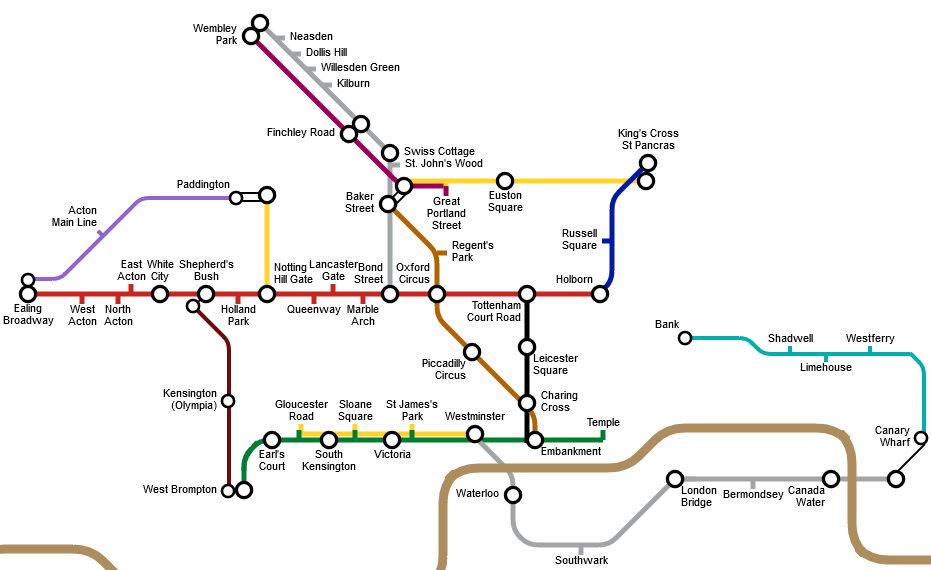 Wembley
Park
Neasden
Dollis Hill
Willesden Green
Kilburn
Finchley Road
Swiss Cottage
St. John's Wood
King's Cross
St Pancras
Paddington
Baker
Street
Great
Portland
Street
Euston
Square
Acton
Main Line
Russell
Square
Regent's
Park
East
Acton
White
City
Shepherd's
Bush
Notting
Hill Gate
Lancaster
Gate
Bond
Street
Oxford
Circus
Holborn
Ealing
Broadway
West
Acton
North
Acton
Holland
Park
Queenway
Marble
Arch
Tottenham
Court Road
Bank
Shadwell
Westferry
Limehouse
Piccadilly
Circus
Leicester
Square
Kensington
(Olympia)
Gloucester
Road
Sloane
Square
St James's
Park
Westminster
Charing
Cross
Temple
Earl's
Court
South
Kensington
Victoria
Embankment
Canary
Wharf
West Brompton
Waterloo
London
Bridge
Bermondsey
Canada
Water
Southwark